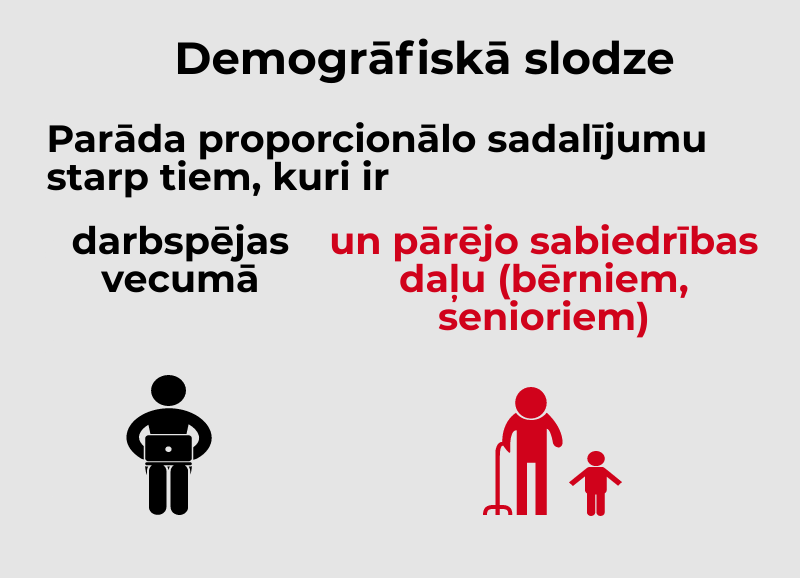 Demogrāfiskā slodze
Parāda proporcionālo sadalījumu
starp tiem, kuri ir
darbspējas
vecumā
un pārējo sabiedrības
daļu (bērniem,
senioriem)